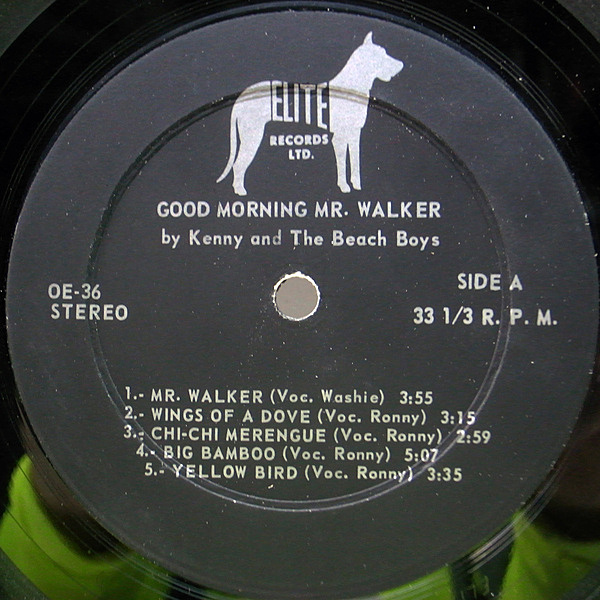 ELITE
RECORDS
LTD.
GOOD MORNING MR. WALKER
by Kenny and The Beach Boys
OE-36
STEREO
SIDE A
33 1/3 R. P. M.
1.- MR. WALKER (Voc. Washie) 3:55
2.- WINGS OF A DOVE (Voc. Ronny) 3:15
3.- CHI-CHI MERENGUE (Voc. Ronny) 2:59
4.- BIG BAMBOO (Voc. Ronny) 5:07
5.- YELLOW BIRD (Voc. Ronny) 3:35